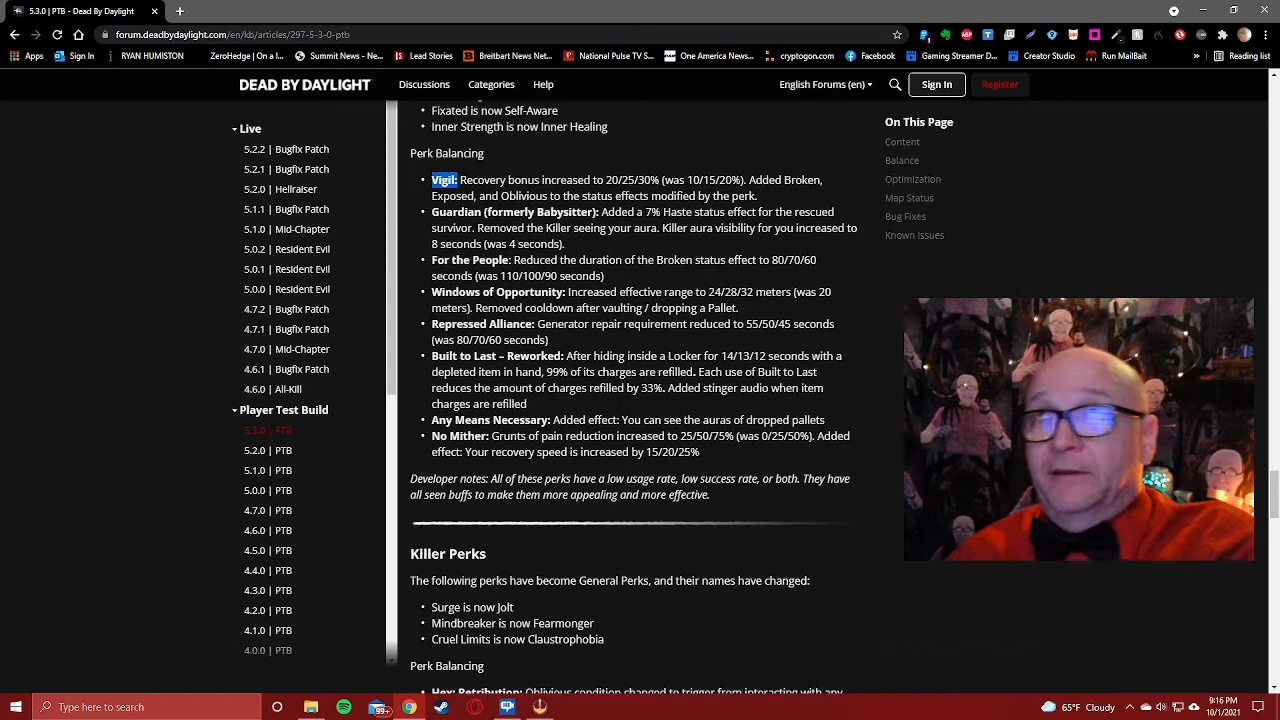 5.3.0 | PTB - Dead By Daylight
forum.deadbydaylight.com/en/kb/articles/297-5-3-0-ptb
Apps
Sign In
RYAN HUMISTON
ZeroHedge | On a L...
Summit News - Ne...
Lead Stories
Breitbart News Net...
National Pulse TV S...
One America News...
cryptogon.com
Facebook
Gaming Streamer D...
Creator Studio
Run MailBait
»
Reading list
DEAD BY DAYLIGHT
Discussions
Categories
Help
English Forums (en)
Sign In
Register
Live
5.2.2 | Bugfix Patch
5.2.1 | Bugfix Patch
5.2.0 | Hellraiser
5.1.1 | Bugfix Patch
5.1.0 | Mid-Chapter
5.0.2 | Resident Evil
5.0.1 | Resident Evil
5.0.0 | Resident Evil
4.7.2 | Bugfix Patch
4.7.1 | Bugfix Patch
4.7.0 | Mid-Chapter
4.6.1 | Bugfix Patch
4.6.0 | All-Kill
Player Test Build
5.3.0 | PTB
5.2.0 | PTB
5.1.0 | PTB
5.0.0 | PTB
4.7.0 | PTB
4.6.0 | PTB
4.5.0 | PTB
4.4.0 | PTB
4.3.0 | PTB
4.2.0 | PTB
4.1.0 | PTB
4.0.0 | PTB
• Fixated is now Self-Aware
• Inner Strength is now Inner Healing
Perk Balancing
• Vigil: Recovery bonus increased to 20/25/30% (was 10/15/20%). Added Broken,
Exposed, and Oblivious to the status effects modified by the perk.
• Guardian (formerly Babysitter): Added a 7% Haste status effect for the rescued
survivor. Removed the Killer seeing your aura. Killer aura visibility for you increased to
8 seconds (was 4 seconds).
• For the People: Reduced the duration of the Broken status effect to 80/70/60
seconds (was 110/100/90 seconds)
• Windows of Opportunity: Increased effective range to 24/28/32 meters (was 20
meters). Removed cooldown after vaulting / dropping a Pallet.
• Repressed Alliance: Generator repair requirement reduced to 55/50/45 seconds
(was 80/70/60 seconds)
• Built to Last – Reworked: After hiding inside a Locker for 14/13/12 seconds with a
depleted item in hand, 99% of its charges are refilled. Each use of Built to Last
reduces the amount of charges refilled by 33%. Added stinger audio when item
charges are refilled
• Any Means Necessary: Added effect: You can see the auras of dropped pallets
• No Mither: Grunts of pain reduction increased to 25/50/75% (was 0/25/50%). Added
effect: Your recovery speed is increased by 15/20/25%
Developer notes: All of these perks have a low usage rate, low success rate, or both. They have
all seen buffs to make them more appealing and more effective.
Killer Perks
The following perks have become General Perks, and their names have changed:
• Surge is now Jolt
• Mindbreaker is now Fearmonger
• Cruel Limits is now Claustrophobia
Perk Balancing
• Hex: Retribution: Oblivious condition changed to trigger from interacting with any
On This Page
Content
Balance
Optimization
Map Status
Bug Fixes
Known Issues
Type here to search
99+
65°F Cloudy
9:16 PM
10/1/2021